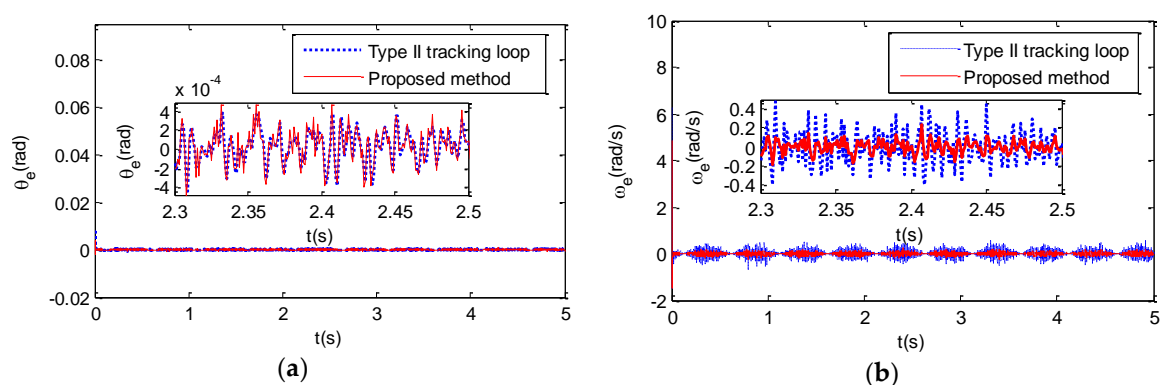 0.08
0.06
0.04
0.02
0
-0.02
θe(rad)
0 1 2 3 4 5
t(s)
Type II tracking loop
Proposed method
x 10-4
4
2
0
-2
-4
θe(rad)
2.3 2.35 2.4 2.45 2.5
t(s)
(a)
10
8
6
4
2
0
-2
ωe(rad/s)
0 1 2 3 4 5
t(s)
Type II tracking loop
Proposed method
0.4
0.2
0
-0.2
-0.4
ωe(rad/s)
2.3 2.35 2.4 2.45 2.5
t(s)
(b)